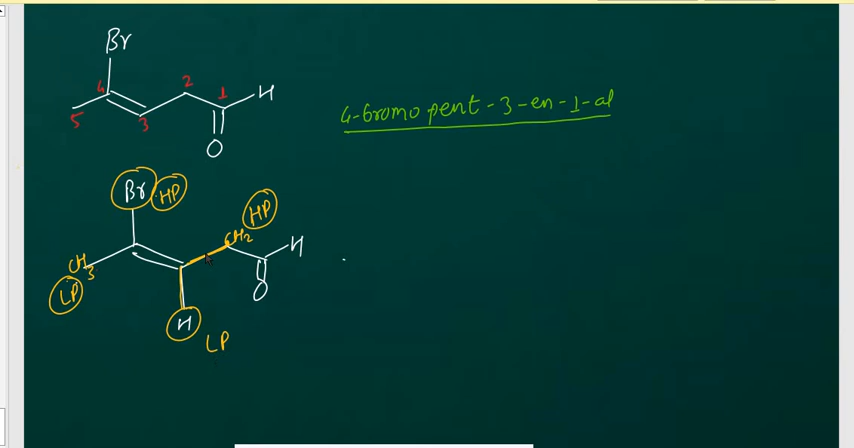 Br
4 2 1 H
5 3
O
4-bromo pent-3-en-1-al
Br HP HP
CH3 CH2 H
LP O
H LP